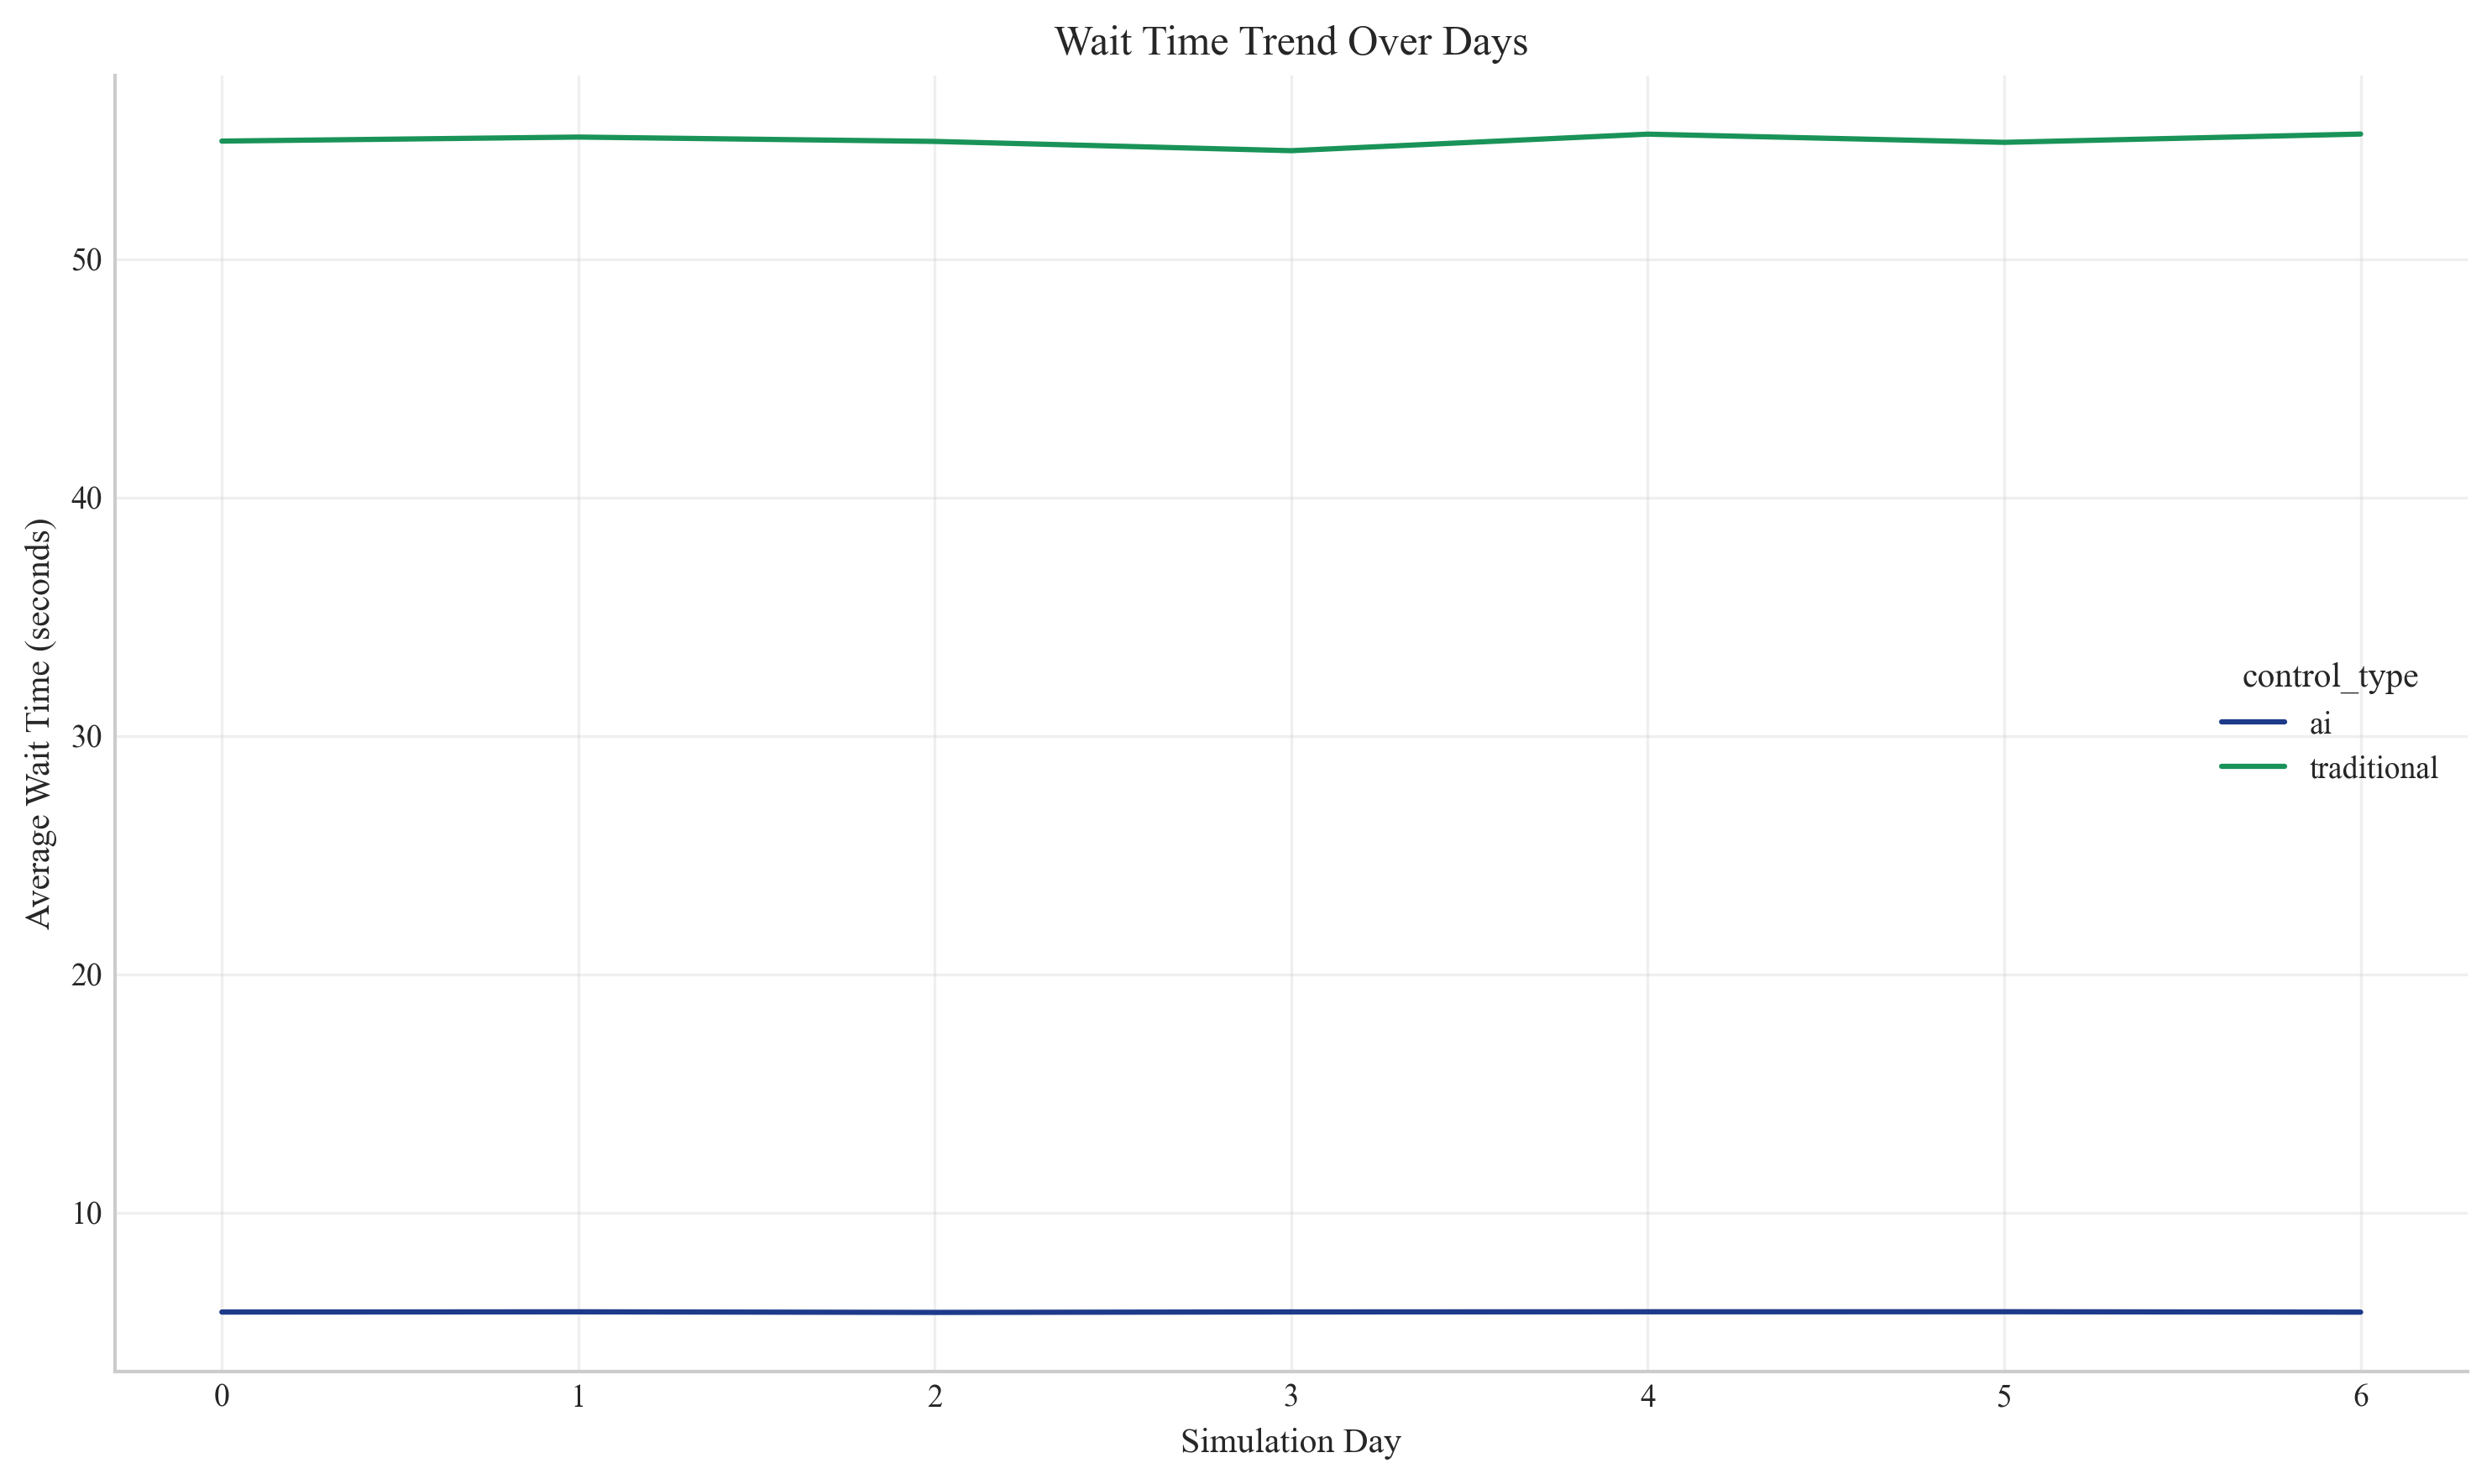 Wait Time Trend Over Days
Average Wait Time (seconds)
50
40
30
20
10
control_type
ai
traditional
0 1 2 3 4 5 6
Simulation Day